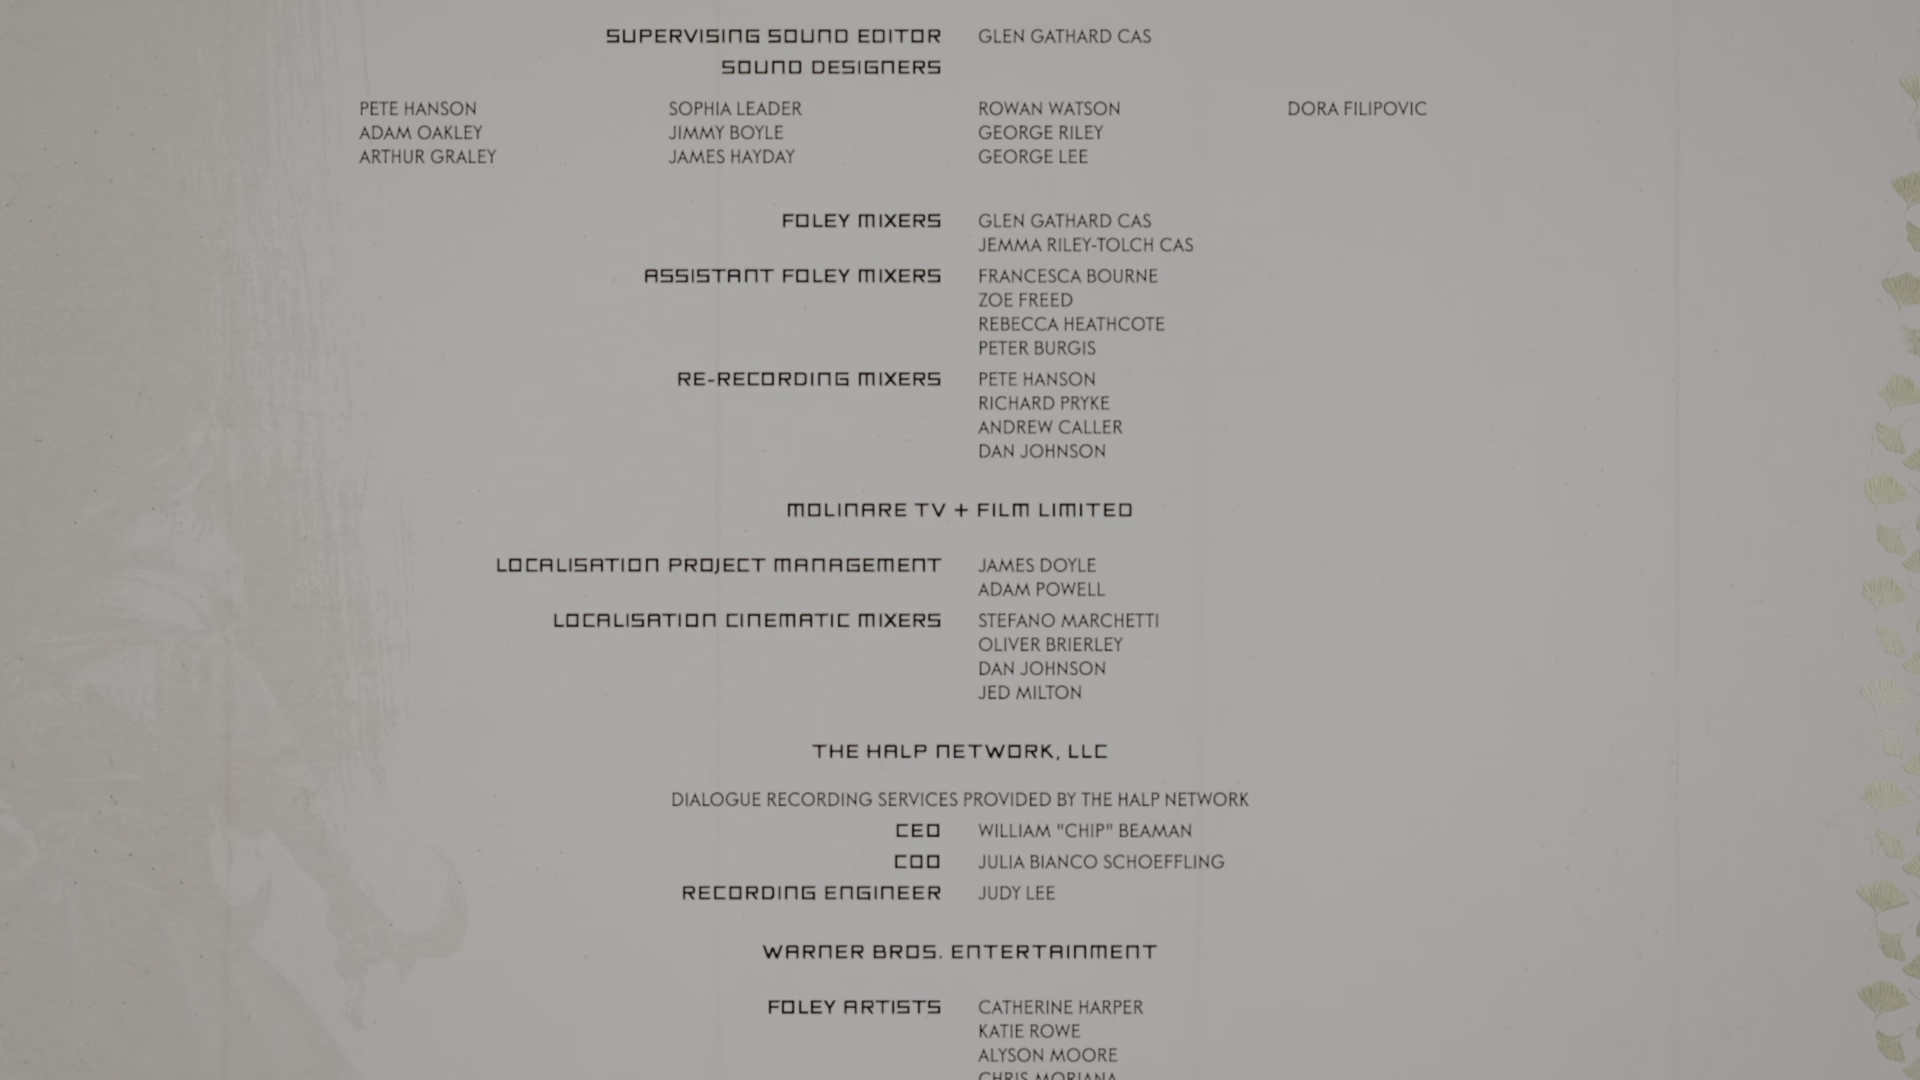 SUPERVISING SOUND EDITOR GLEN GATHARD CAS
SOUND DESIGNERS
PETE HANSON SOPHIA LEADER ROWAN WATSON DORA FILIPOVIC
ADAM OAKLEY JIMMY BOYLE GEORGE RILEY
ARTHUR GRALEY JAMES HAYDAY GEORGE LEE
FOLEY MIXERS GLEN GATHARD CAS
JEMMA RILEY-TOLCH CAS
ASSISTANT FOLEY MIXERS FRANCESCA BOURNE
ZOE FREED
REBECCA HEATHCOTE
PETER BURGIS
RE-RECORDING MIXERS PETE HANSON
RICHARD PRYKE
ANDREW CALLER
DAN JOHNSON
MOLINARE TV + FILM LIMITED
LOCALISATION PROJECT MANAGEMENT JAMES DOYLE
ADAM POWELL
LOCALISATION CINEMATIC MIXERS STEFANO MARCHETTI
OLIVER BRIERLEY
DAN JOHNSON
JED MILTON
THE HALP NETWORK, LLC
DIALOGUE RECORDING SERVICES PROVIDED BY THE HALP NETWORK
CEO WILLIAM "CHIP" BEAMAN
COO JULIA BIANCO SCHOEFFLING
RECORDING ENGINEER JUDY LEE
WARNER BROS. ENTERTAINMENT
FOLEY ARTISTS CATHERINE HARPER
KATIE ROWE
ALYSON MOORE
CHRIS MORIANA